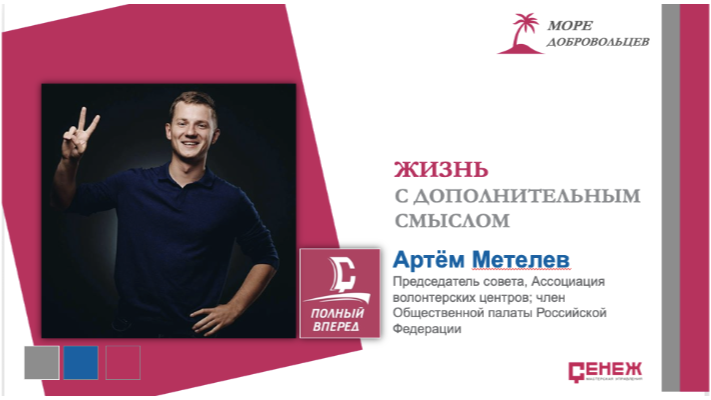 МОРЕ
ДОБРОВОЛЬЦЕВ
ЖИЗНЬ
С ДОПОЛНИТЕЛЬНЫМ
СМЫСЛОМ
Артём Метелев
Председатель совета, Ассоциация
волонтерских центров; член
Общественной палаты Российской
Федерации
ПОЛНЫЙ
ВПЕРЕД
СЕНЕЖ